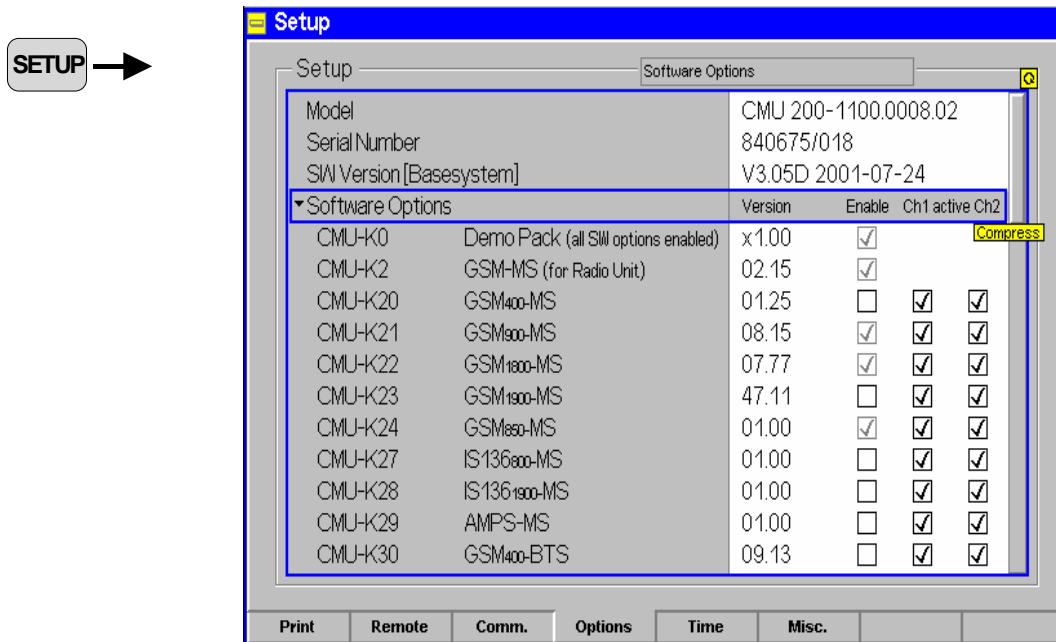 SETUP
Setup
Setup
Software Options
Model CMU 200-1100.0008.02
Serial Number 840675/018
SW Version [Basesystem] V3.05D 2001-07-24
Software Options Version Enable Ch1 active Ch2
Compress
CMU-K0 Demo Pack (all SW options enabled) x1.00
CMU-K2 GSM-MS (for Radio Unit) 02.15
CMU-K20 GSM400-MS 01.25
CMU-K21 GSM900-MS 08.15
CMU-K22 GSM1800-MS 07.77
CMU-K23 GSM1900-MS 47.11
CMU-K24 GSM850-MS 01.00
CMU-K27 IS136800-MS 01.00
CMU-K28 IS1361900-MS 01.00
CMU-K29 AMPS-MS 01.00
CMU-K30 GSM400-BTS 09.13
Print Remote Comm. Options Time Misc.